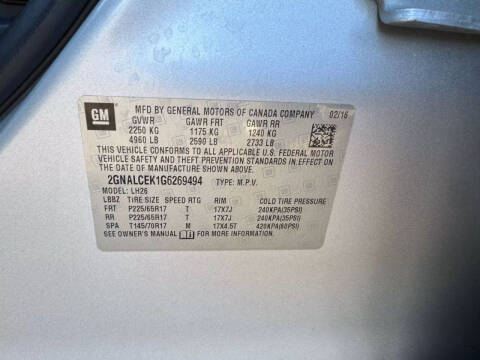 GM
MFD BY GENERAL MOTORS OF CANADA COMPANY 02/16
GVWR GAWR FRT GAWR RR
2250 KG 1175 KG 1240 KG
4960 LB 2590 LB 2733 LB
THIS VEHICLE CONFORMS TO ALL APPLICABLE U.S. FEDERAL MOTOR
VEHICLE SAFETY AND THEFT PREVENTION STANDARDS IN EFFECT ON
THE DATE OF MANUFACTURE SHOWN ABOVE.
2GNALCEK1G6269494 TYPE: M.P.V.
MODEL: LH26
LBBZ TIRE SIZE SPEED RTG RIM COLD TIRE PRESSURE
FRT P225/65R17 T 17X7J 240KPA(35PSI)
RR P225/65R17 T 17X7J 240KPA(35PSI)
SPA T145/70R17 M 17X4.5T 420KPA(60PSI)
SEE OWNER'S MANUAL FOR MORE INFORMATION.